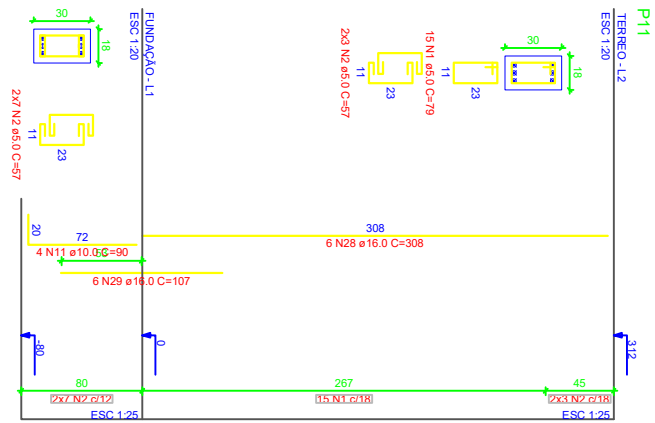 P11
TERREO - L2
ESC 1:20
30
18
11
23
15 N1 ø5.0 C=79
11
23
2x3 N2 ø5.0 C=57
FUNDAÇÃO - L1
ESC 1:20
30
18
11
23
2x7 N2 ø5.0 C=57
308
6 N28 ø16.0 C=308
20
72
4 N11 ø10.0 C=90
6 N29 ø16.0 C=107
-80
0
312
80
267
45
2x7 N2 c/12
15 N1 c/18
2x3 N2 c/18
ESC 1:25
ESC 1:25